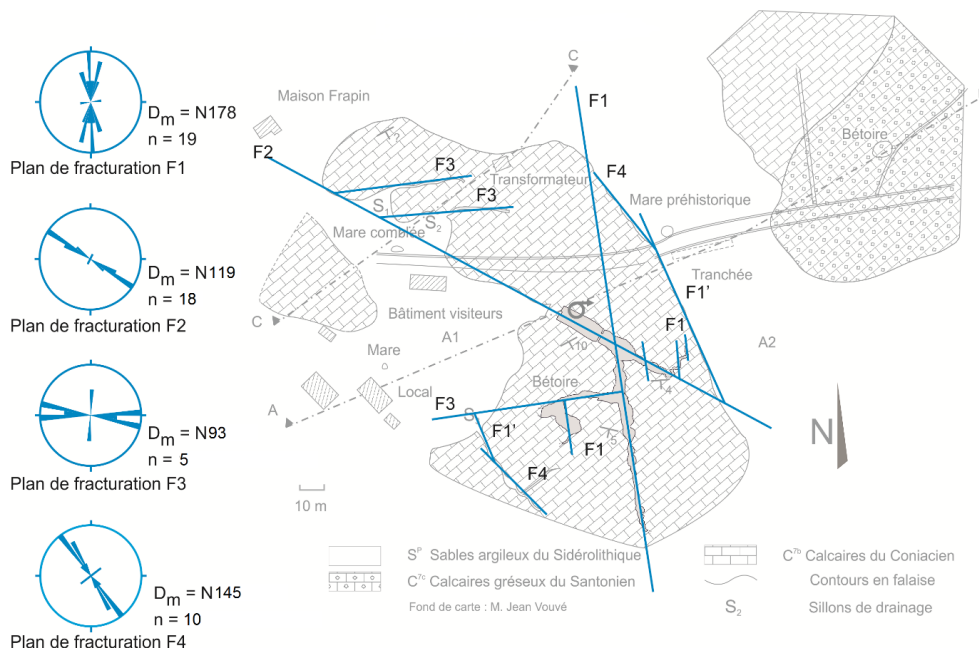 Dm = N178
n = 19
Plan de fracturation F1
Dm = N119
n = 18
Plan de fracturation F2
Dm = N93
n = 5
Plan de fracturation F3
Dm = N145
n = 10
Plan de fracturation F4
C
F1
Maison Frapin
F2
F3
Transformateur
F3
F4
Mare préhistorique
Bétoire
S1
S2
Mare comblée
Tranchée
F1'
C
Bâtiment visiteurs
A1
F1
A2
10
Mare
Local
Bétoire
4
A
F3
S
F1'
F1
5
F4
N
10 m
SP Sables argileux du Sidérolithique
C7c Calcaires gréseux du Santonien
Fond de carte : M. Jean Vouvé
C7b Calcaires du Coniacien
Contours en falaise
S2 Sillons de drainage